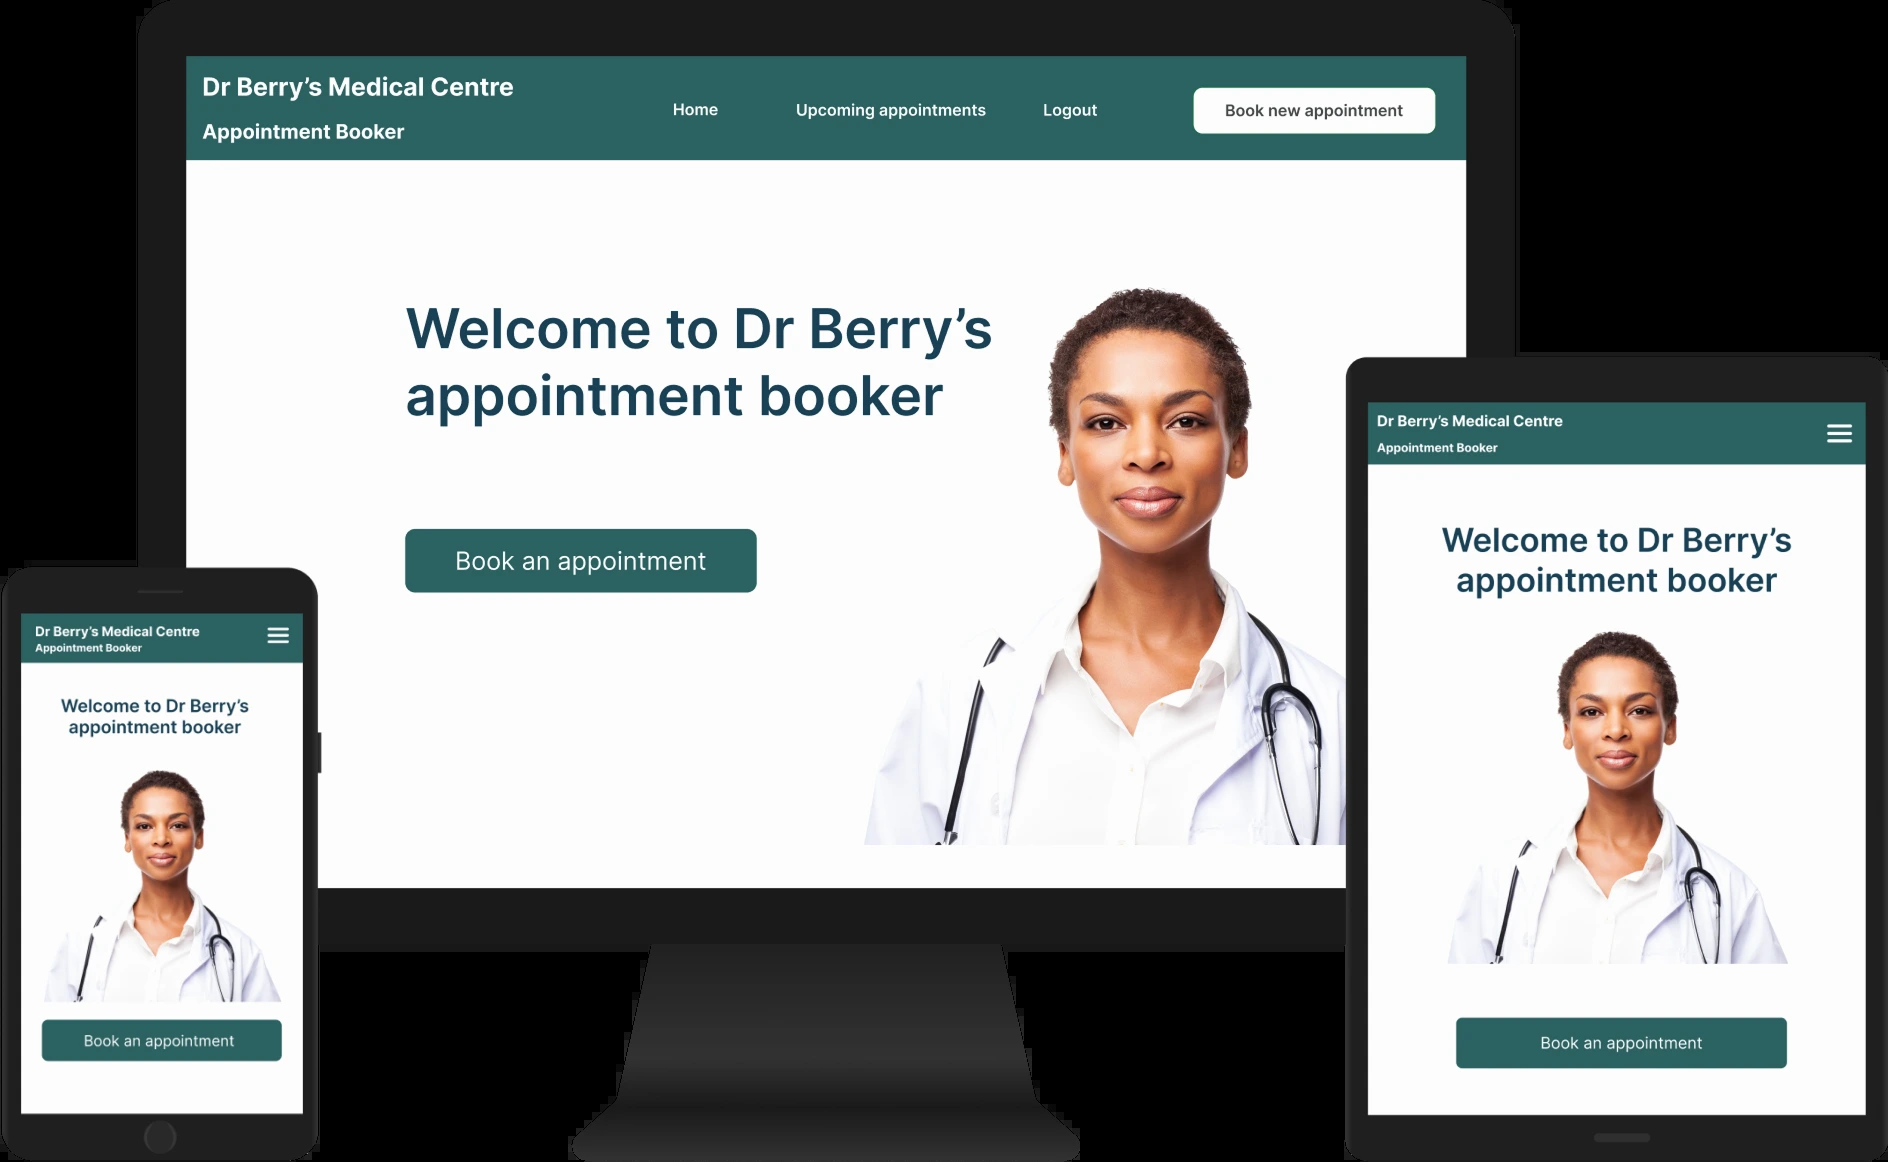 Dr Berry’s Medical Centre
Appointment Booker
Home
Upcoming appointments
Logout
Book new appointment
Welcome to Dr Berry’s
appointment booker
Book an appointment
Dr Berry’s Medical Centre
Appointment Booker
Welcome to Dr Berry’s
appointment booker
Book an appointment
Dr Berry’s Medical Centre
Appointment Booker
Welcome to Dr Berry’s
appointment booker
Book an appointment